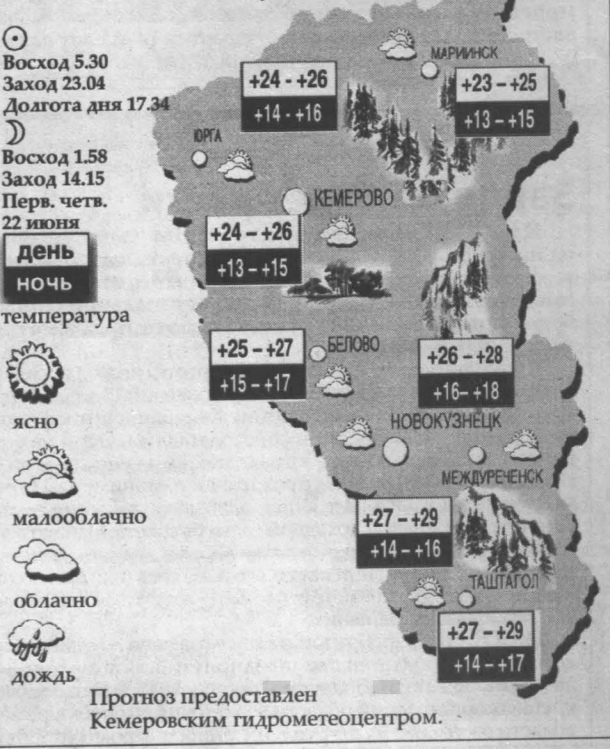 Восход 5.30
Заход 23.04
Долгота дня 17.34
Восход 1.58
Заход 14.15
Перв. четв.
22 июня
день
ночь
температура
ясно
малооблачно
облачно
дождь
МАРИИНСК
+24 - +26
+14 - +16
+23 – +25
+13 – +15
ЮРГА
КЕМЕРОВО
+24 – +26
+13 – +15
БЕЛОВО
+25 – +27
+15 – +17
+26 – +28
+16– +18
НОВОКУЗНЕЦК
МЕЖДУРЕЧЕНСК
+27 – +29
+14 – +16
ТАШТАГОЛ
+27 – +29
+14 – +17
Прогноз предоставлен
Кемеровским гидрометеоцентром.